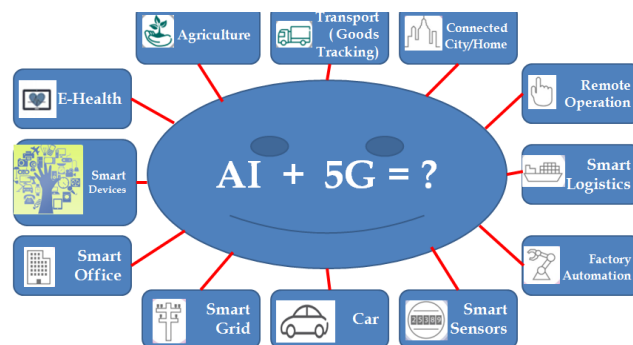 Agriculture
Transport
( Goods
Tracking)
Connected
City/Home
E-Health
Remote
Operation
AI + 5G = ?
Smart
Devices
Smart
Logistics
Smart
Office
Factory
Automation
Smart
Grid
Car
25389
Smart
Sensors